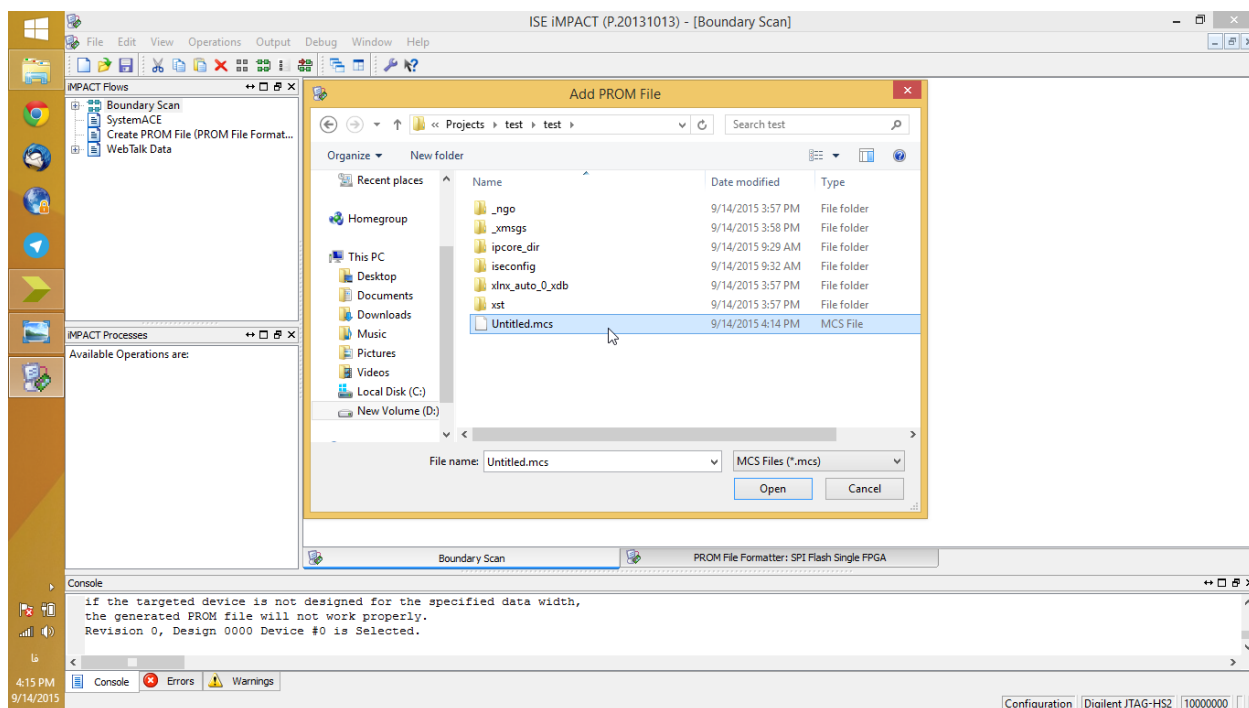 ISE iMPACT (P.20131013) - [Boundary Scan]
File Edit View Operations Output Debug Window Help
iMPACT Flows
Boundary Scan
SystemACE
Create PROM File (PROM File Format...
WebTalk Data
iMPACT Processes
Available Operations are:
Add PROM File
« Projects test test
Search test
Organize New folder
Recent places
Homegroup
This PC
Desktop
Documents
Downloads
Music
Pictures
Videos
Local Disk (C:)
New Volume (D:)
Name Date modified Type
_ngo 9/14/2015 3:57 PM File folder
_xmsgs 9/14/2015 3:58 PM File folder
ipcore_dir 9/14/2015 9:29 AM File folder
iseconfig 9/14/2015 9:32 AM File folder
xlnx_auto_0_xdb 9/14/2015 3:57 PM File folder
xst 9/14/2015 3:57 PM File folder
Untitled.mcs 9/14/2015 4:14 PM MCS File
File name: Untitled.mcs MCS Files (*.mcs)
Open Cancel
Boundary Scan PROM File Formatter: SPI Flash Single FPGA
Console
if the targeted device is not designed for the specified data width,
the generated PROM file will not work properly.
Revision 0, Design 0000 Device #0 is Selected.
Console Errors Warnings
Configuration Digilent JTAG-HS2 10000000
فا
4:15 PM
9/14/2015